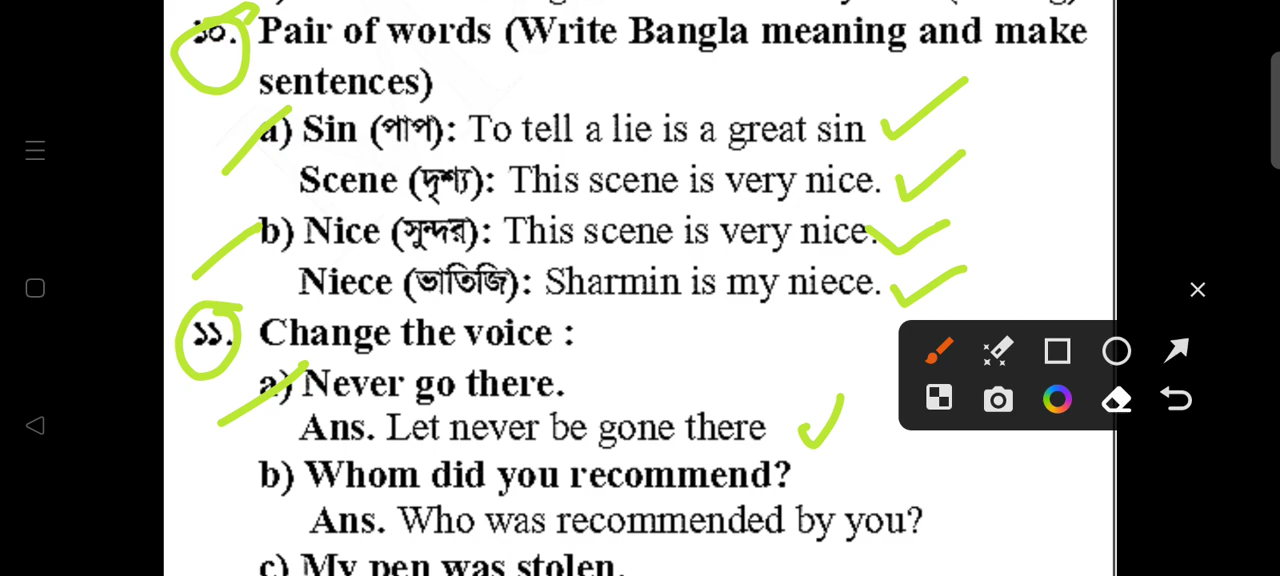 ১০. Pair of words (Write Bangla meaning and make
sentences)
a) Sin (পাপ): To tell a lie is a great sin
Scene (দৃশ্য): This scene is very nice.
b) Nice (সুন্দর): This scene is very nice.
Niece (ভাতিজি): Sharmin is my niece.
১১. Change the voice :
a) Never go there.
Ans. Let never be gone there
b) Whom did you recommend?
Ans. Who was recommended by you?
c) My pen was stolen.